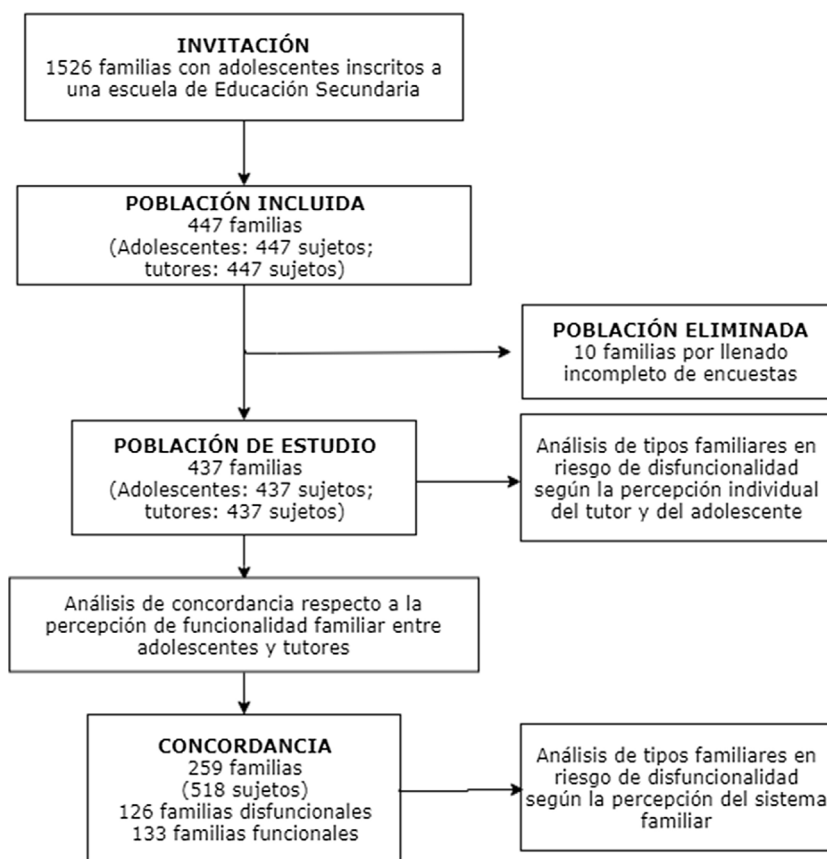 INVITACIÓN
1526 familias con adolescentes inscritos a
una escuela de Educación Secundaria
POBLACIÓN INCLUIDA
447 familias
(Adolescentes: 447 sujetos;
tutores: 447 sujetos)
POBLACIÓN ELIMINADA
10 familias por llenado
incompleto de encuestas
POBLACIÓN DE ESTUDIO
437 familias
(Adolescentes: 437 sujetos;
tutores: 437 sujetos)
Análisis de tipos familiares en
riesgo de disfuncionalidad
según la percepción individual
del tutor y del adolescente
Análisis de concordancia respecto a la
percepción de funcionalidad familiar entre
adolescentes y tutores
CONCORDANCIA
259 familias
(518 sujetos)
126 familias disfuncionales
133 familias funcionales
Análisis de tipos familiares en
riesgo de disfuncionalidad
según la percepción del sistema
familiar